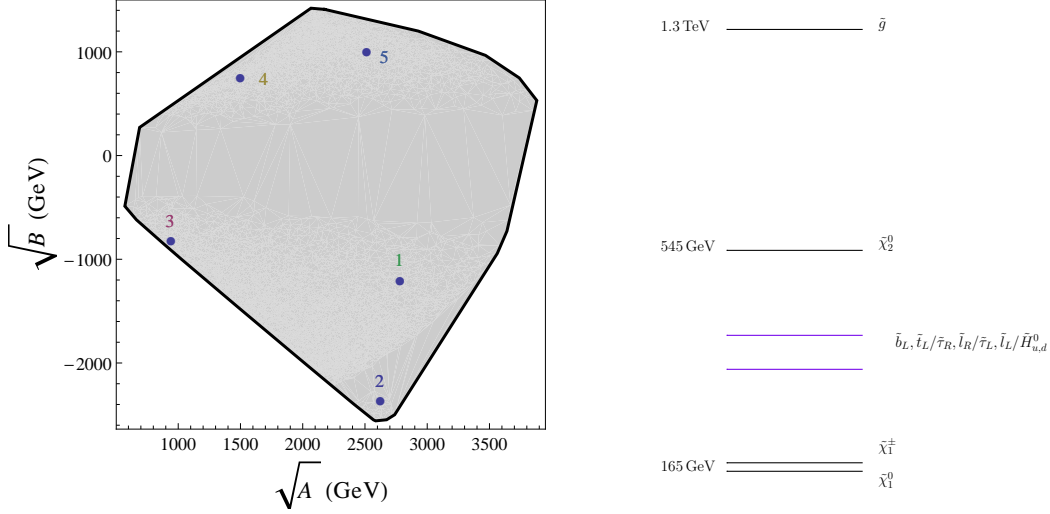 1000
0
−1000
−2000
√B (GeV)
5
4
3
1
2
1000 1500 2000 2500 3000 3500
√A (GeV)
1.3 TeV
g̃
545 GeV
χ̃⁰₂
b̃_L, t̃_L/τ̃_R, l̃_R/τ̃_L, l̃_L/H̃⁰_{u,d}
χ̃^±₁
165 GeV
χ̃⁰₁